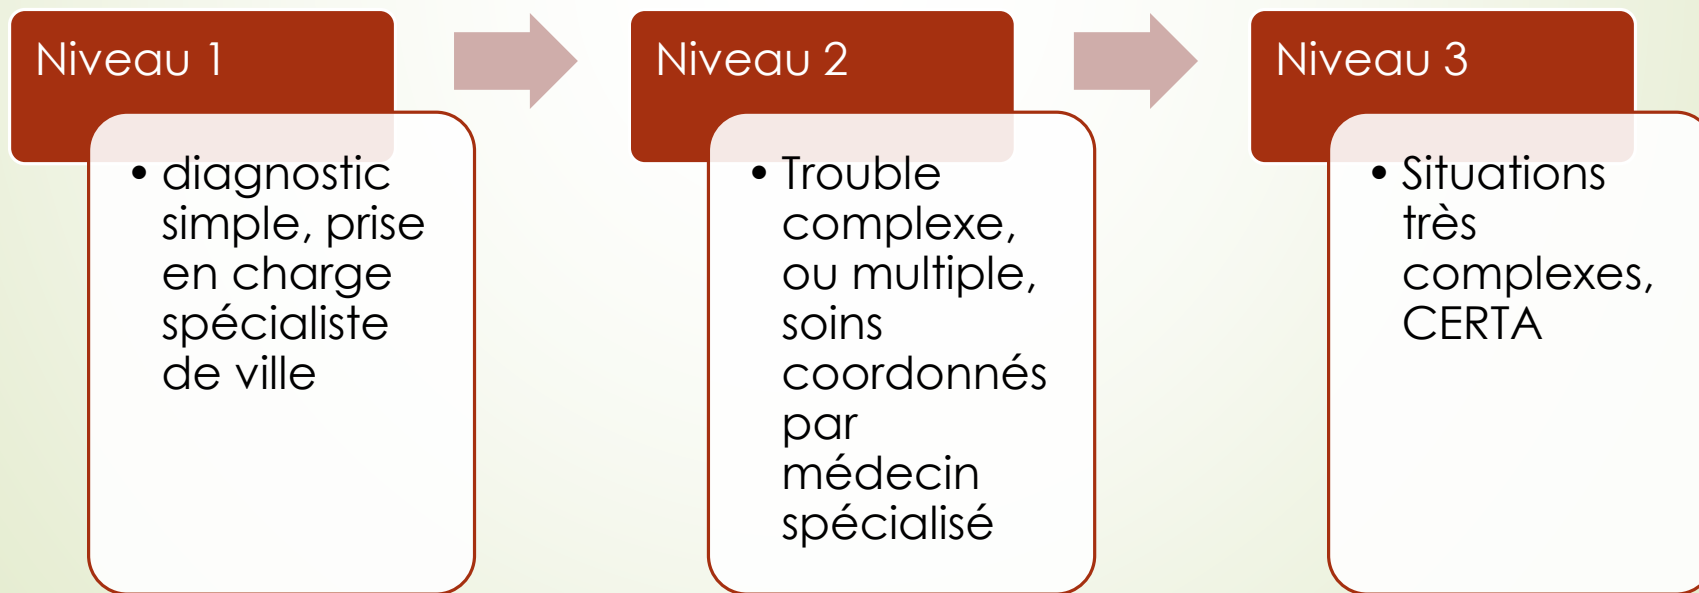 Niveau 1
• diagnostic
simple, prise
en charge
spécialiste
de ville
Niveau 2
• Trouble
complexe,
ou multiple,
soins
coordonnés
par
médecin
spécialisé
Niveau 3
• Situations
très
complexes,
CERTA